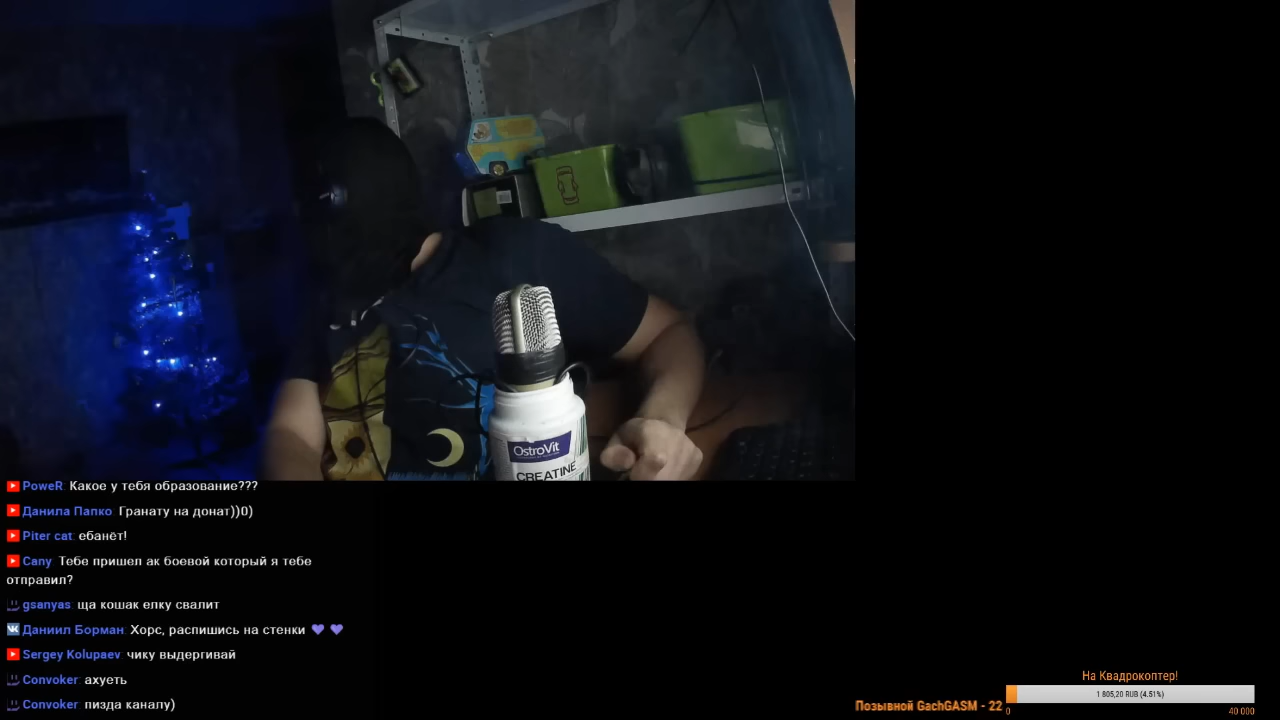 OstroVit
CREATINE
PoweR: Какое у тебя образование???
Данила Папко: Гранату на донат))0)
Piter cat: ебанёт!
Cany: Тебе пришел ак боевой который я тебе
отправил?
gsanyas: ща кошак елку свалит
Даниил Борман: Хорс, распишись на стенки 💜 💜
Sergey Kolupaev: чику выдергивай
Convoker: ахуеть
Convoker: пизда каналу)
На Квадрокоптер!
1 805,20 RUB (4.51%)
Позывной GachGASM - 22
0
40 000